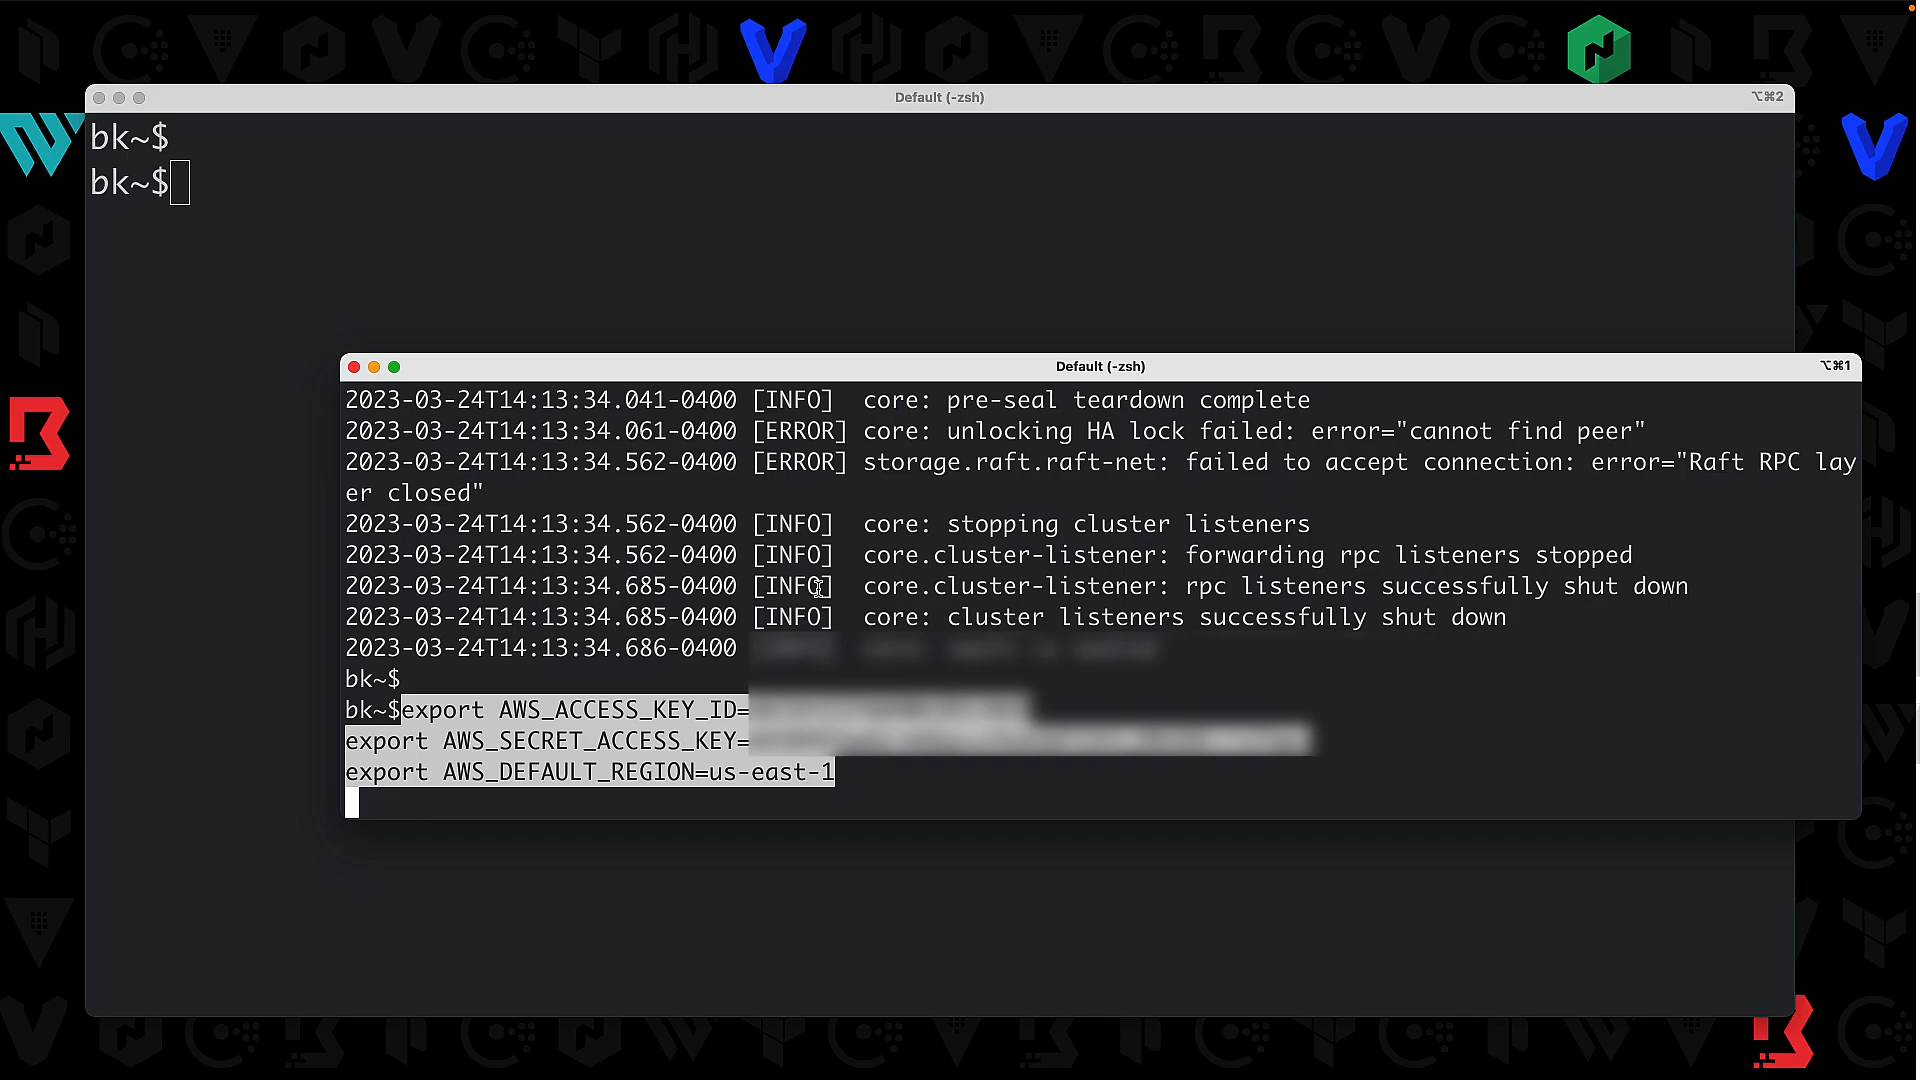 Default (-zsh)
⌥⌘2
bk~$
bk~$
Default (-zsh)
⌥⌘1
2023-03-24T14:13:34.041-0400 [INFO]  core: pre-seal teardown complete
2023-03-24T14:13:34.061-0400 [ERROR] core: unlocking HA lock failed: error="cannot find peer"
2023-03-24T14:13:34.562-0400 [ERROR] storage.raft.raft-net: failed to accept connection: error="Raft RPC lay
er closed"
2023-03-24T14:13:34.562-0400 [INFO]  core: stopping cluster listeners
2023-03-24T14:13:34.562-0400 [INFO]  core.cluster-listener: forwarding rpc listeners stopped
2023-03-24T14:13:34.685-0400 [INFO]  core.cluster-listener: rpc listeners successfully shut down
2023-03-24T14:13:34.685-0400 [INFO]  core: cluster listeners successfully shut down
2023-03-24T14:13:34.686-0400
bk~$
bk~$export AWS_ACCESS_KEY_ID=
export AWS_SECRET_ACCESS_KEY=
export AWS_DEFAULT_REGION=us-east-1